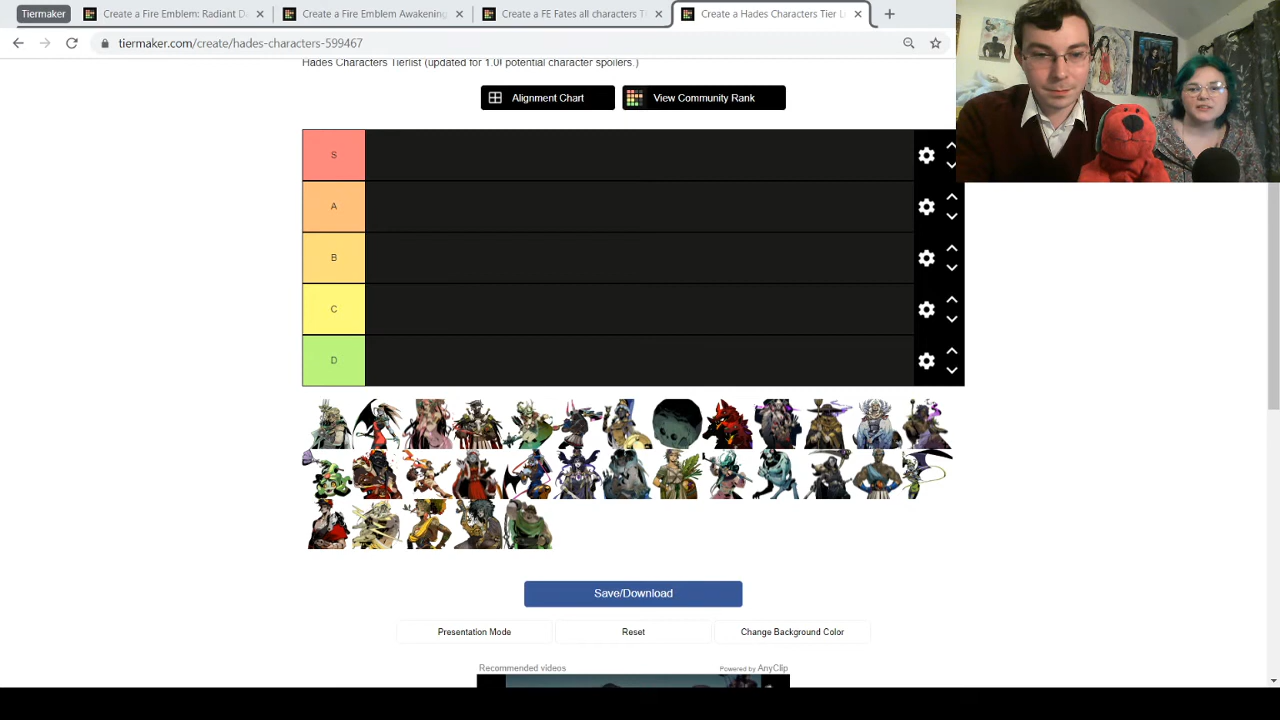 Tiermaker
Create a Fire Emblem: Radiant D
Create a Fire Emblem Awakening
Create a FE Fates all characters T
Create a Hades Characters Tier L
tiermaker.com/create/hades-characters-599467
Hades Characters Tierlist (updated for 1.0! potential character spoilers.)
Alignment Chart
View Community Rank
S
A
B
C
D
Save/Download
Presentation Mode
Reset
Change Background Color
Recommended videos
Powered by AnyClip